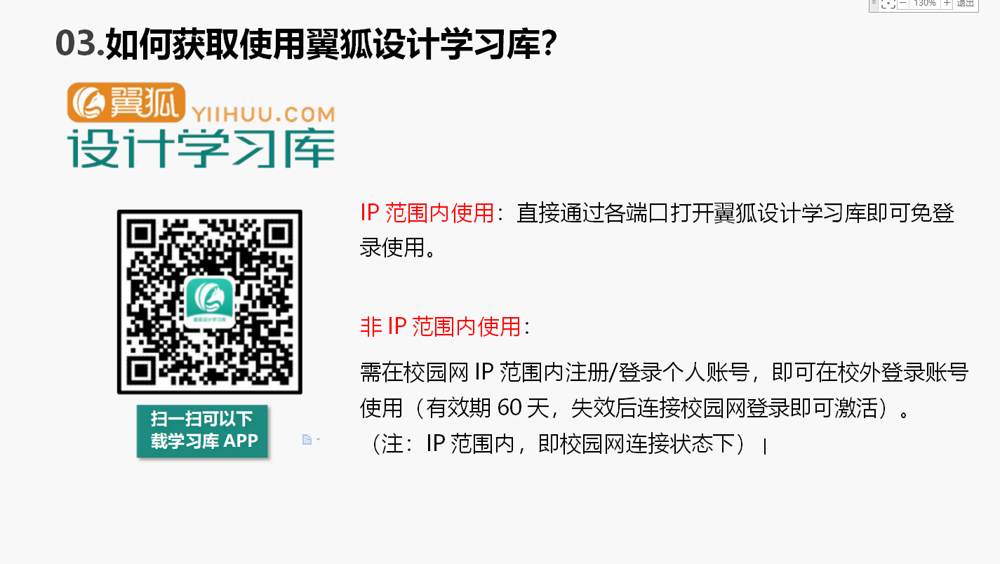 130%
退出
03.如何获取使用翼狐设计学习库？
翼狐 YIIHUU.COM
设计学习库
IP 范围内使用：直接通过各端口打开翼狐设计学习库即可免登
录使用。
非 IP 范围内使用：
需在校园网 IP 范围内注册/登录个人账号，即可在校外登录账号
使用（有效期 60 天，失效后连接校园网登录即可激活）。
（注：IP 范围内，即校园网连接状态下）
翼狐设计学习库
扫一扫可以下
载学习库 APP